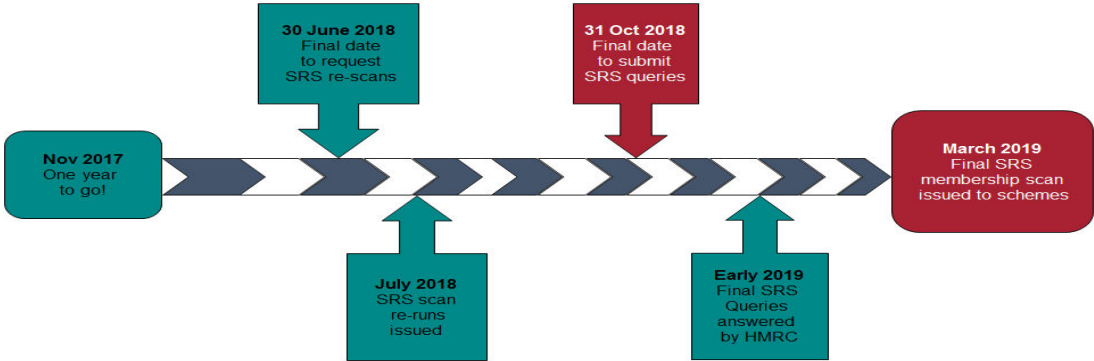 30 June 2018
Final date
to request
SRS re-scans
31 Oct 2018
Final date
to submit
SRS queries
Nov 2017
One year
to go!
March 2019
Final SRS
membership scan
issued to schemes
July 2018
SRS scan
re-runs
issued
Early 2019
Final SRS
Queries
answered
by HMRC